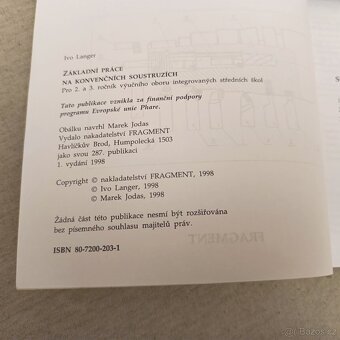 Ivo Langer
ZÁKLADNÍ PRÁCE
NA KONVENČNÍCH SOUSTRUZÍCH
Pro 2. a 3. ročník výučního oboru integrovaných středních škol
Tato publikace vznikla za finanční podpory
programu Evropské unie Phare.
Obálku navrhl Marek Jodas
Vydalo nakladatelství FRAGMENT
Havlíčkův Brod, Humpolecká 1503
jako svou 287. publikaci
1. vydání 1998
Copyright © nakladatelství FRAGMENT, 1998
© Ivo Langer, 1998
© Marek Jodas, 1998
Žádná část této publikace nesmí být rozšiřována
bez písemného souhlasu majitelů práv.
FRAGMENT
ISBN 80-7200-203-1
S